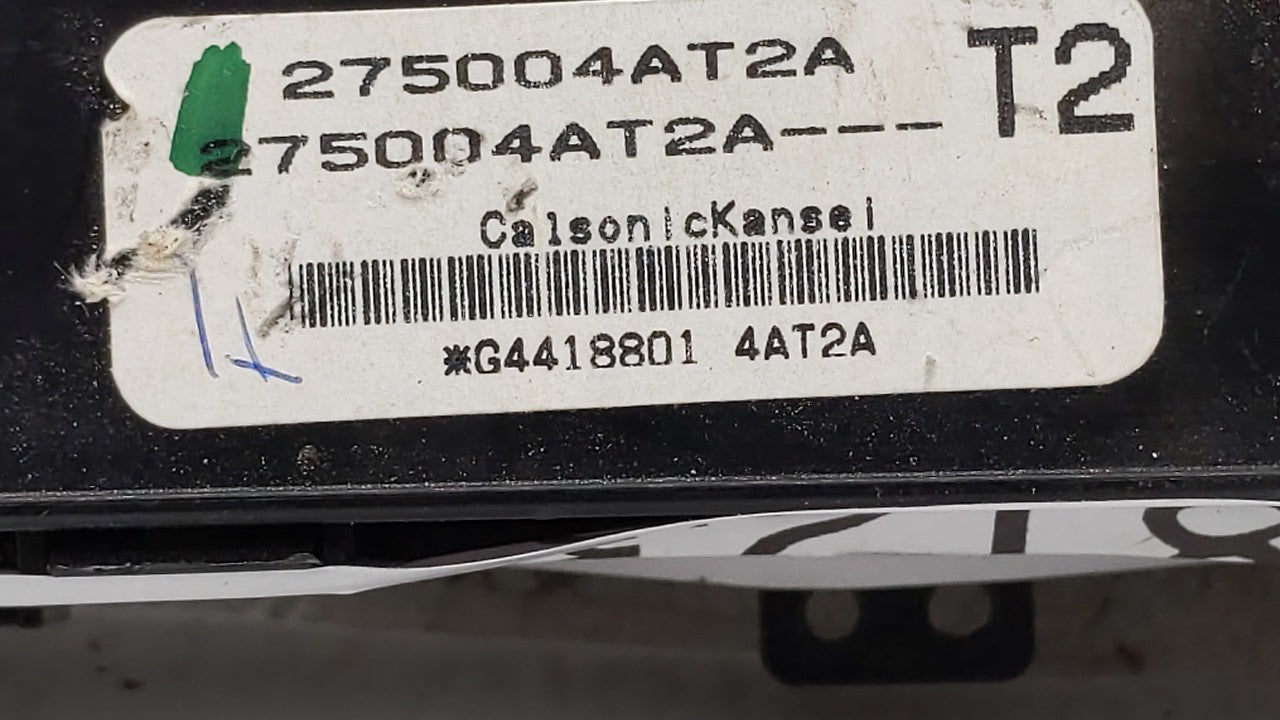 275004AT2A
T2
275004AT2A---
CalsonicKansei
*G4418801 4AT2A